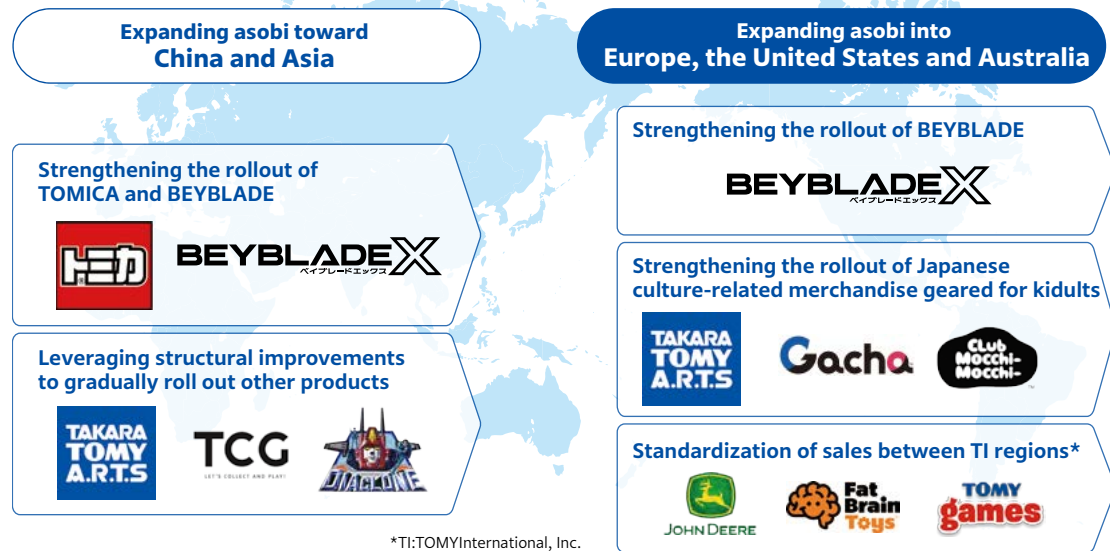 Expanding asobi toward
China and Asia
Strengthening the rollout of
TOMICA and BEYBLADE
トミカ
®
BEYBLADE X
ベイブレードエックス
Leveraging structural improvements
to gradually roll out other products
TAKARA
TOMY
A.R.T.S
TCG
LET'S COLLECT AND PLAY!
DIACLONE
*TI:TOMYInternational, Inc.
Expanding asobi into
Europe, the United States and Australia
Strengthening the rollout of BEYBLADE
BEYBLADE X
ベイブレードエックス
Strengthening the rollout of Japanese
culture-related merchandise geared for kidults
TAKARA
TOMY
A.R.T.S
Gacha
CLub
Mocchi-
Mocchi-
™
Standardization of sales between TI regions*
JOHN DEERE
Fat
Brain
Toys
TOMY
games